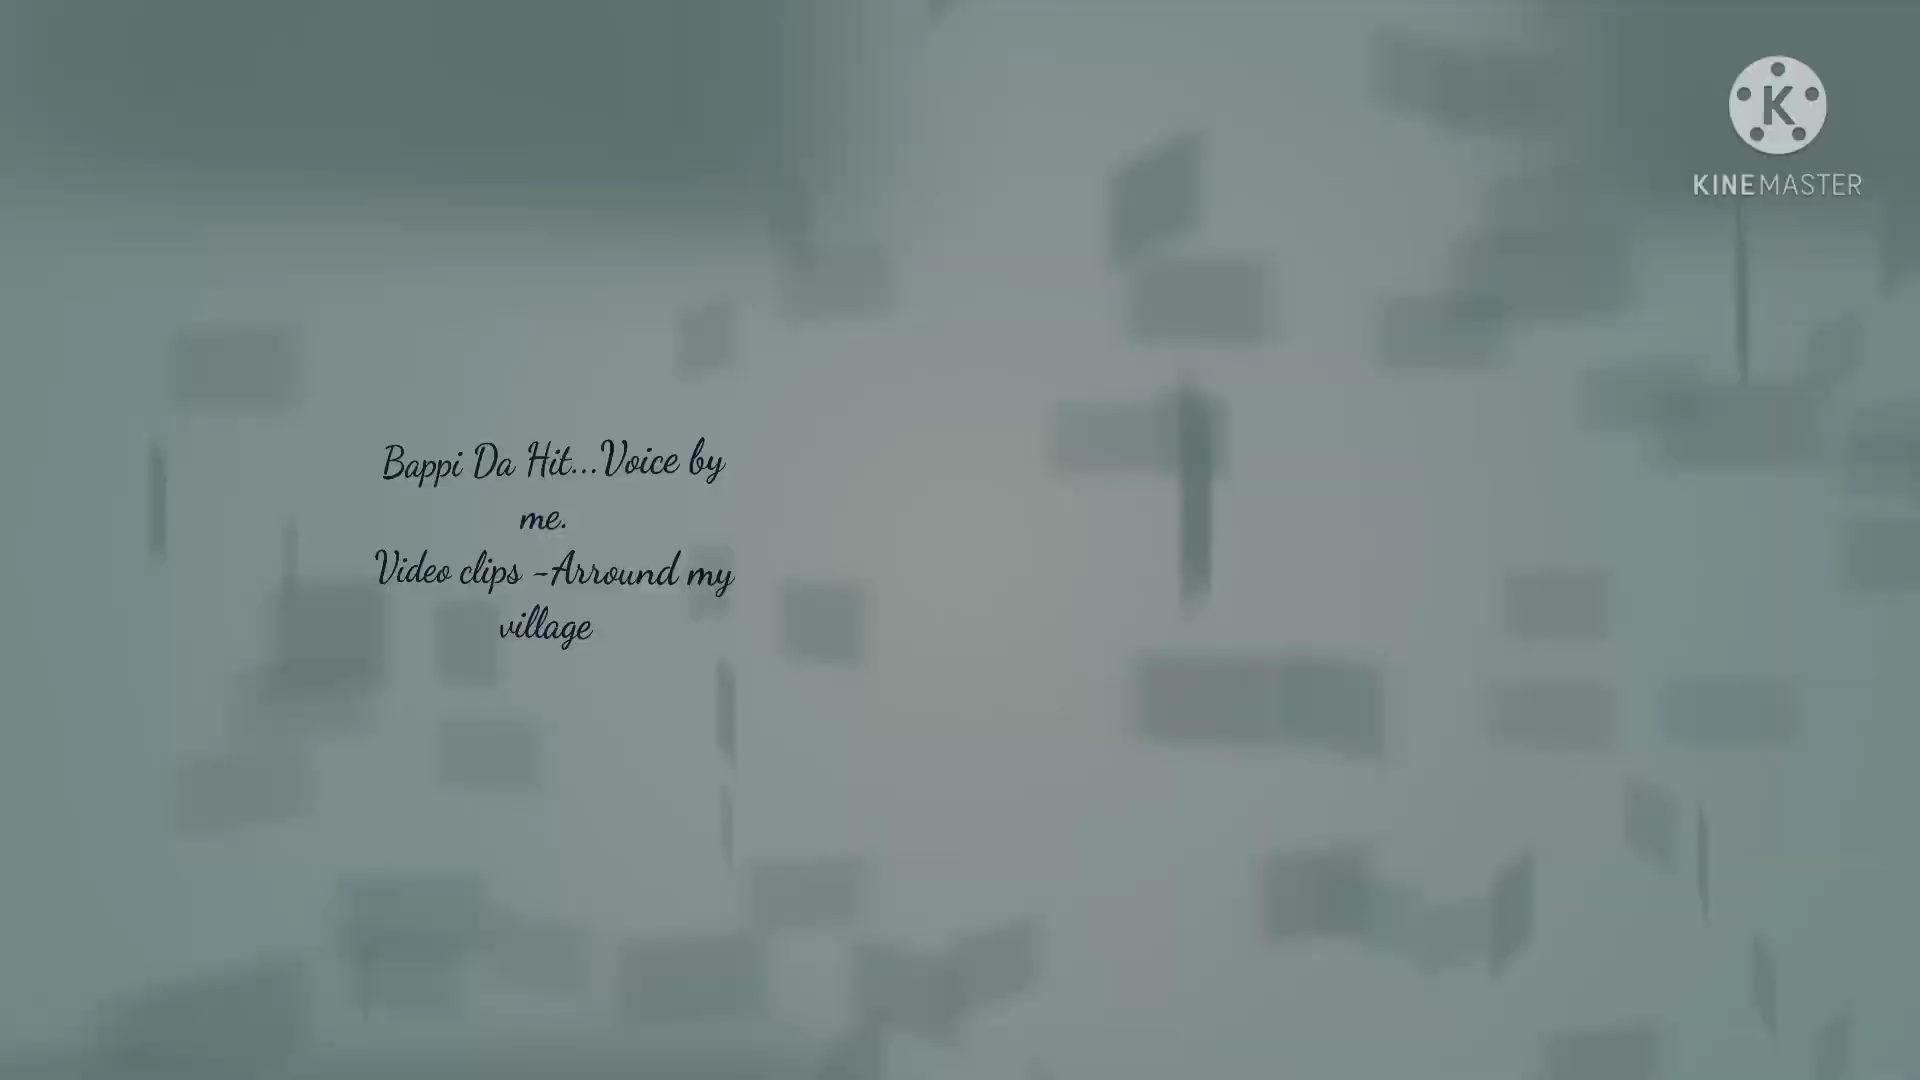 Bappi Da Hit...Voice by
me.
Video clips -Arround my
village
K
KINEMASTER